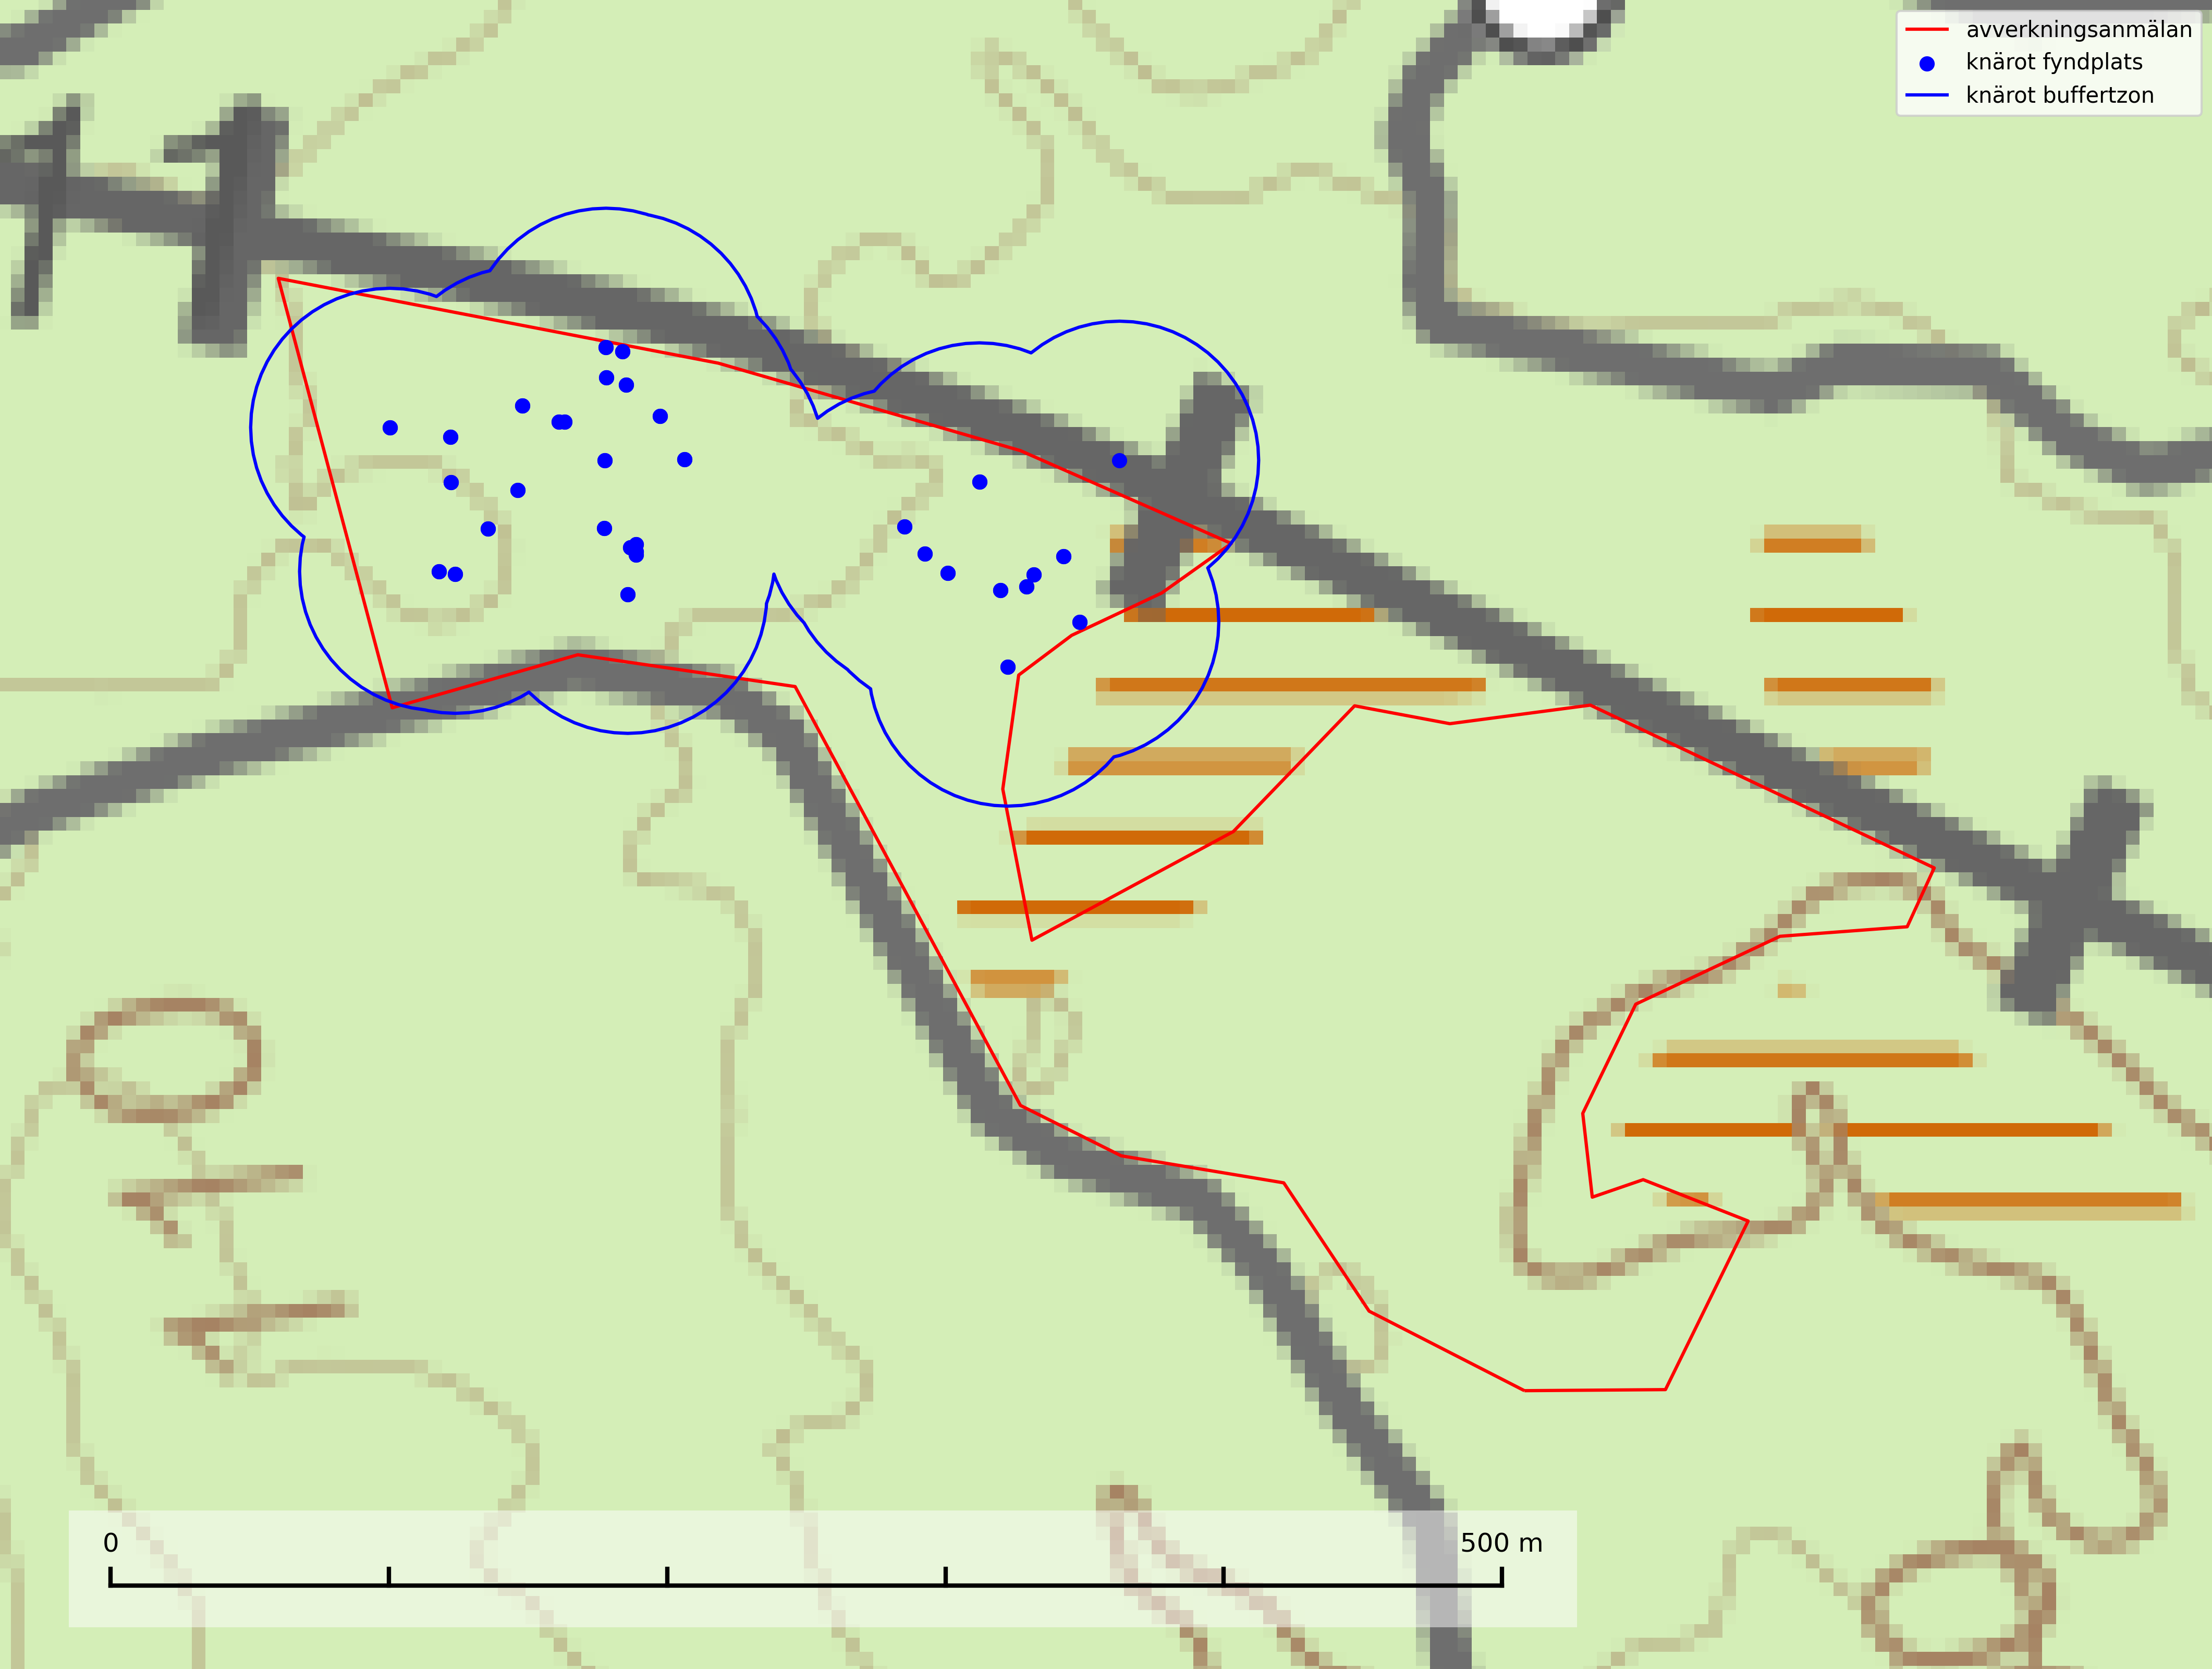 avverkningsanmälan
knärot fyndplats
knärot buffertzon
0 500 m